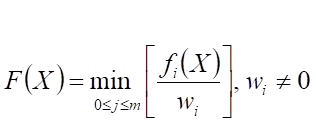 F(X) = min_{0≤j≤m} [ f_i(X) / w_i ], w_i ≠ 0